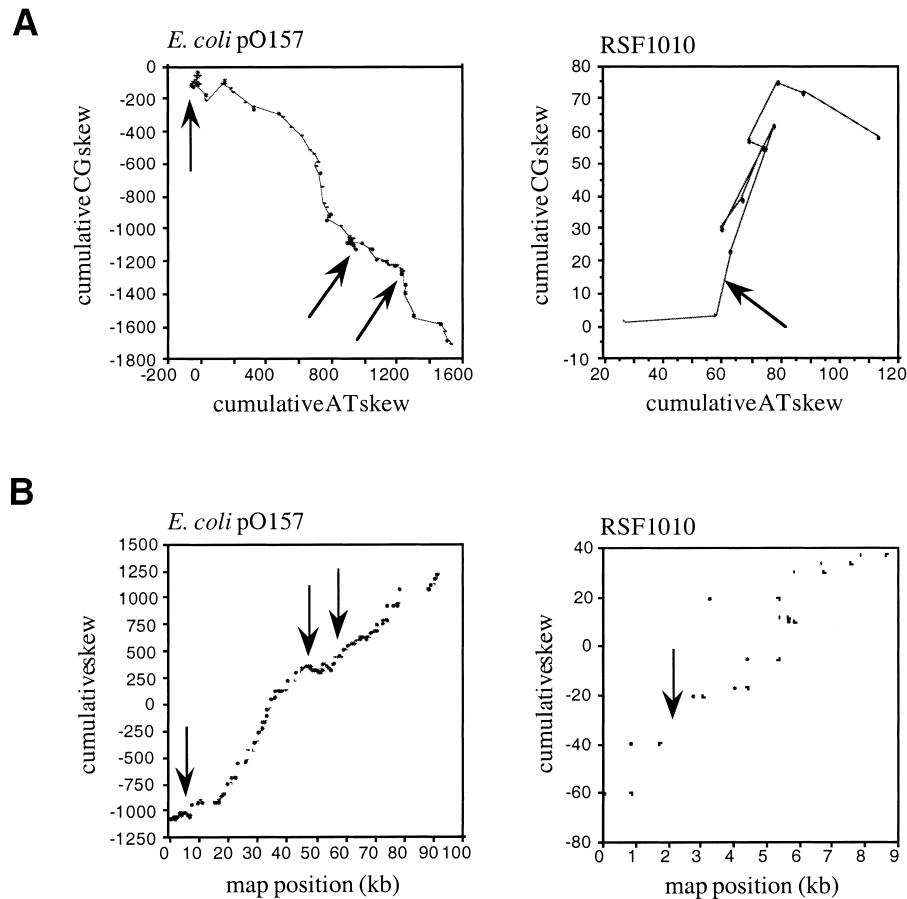 A
E. coli pO157
RSF1010
cumulativeCGskew
0
-200
-400
-600
-800
-1000
-1200
-1400
-1600
-1800
-200 0 400 800 1200 1600
cumulativeATskew
cumulativeCGskew
80
70
60
50
40
30
20
10
0
-10
20 40 60 80 100 120
cumulativeATskew
B
E. coli pO157
RSF1010
cumulativeskew
1500
1250
1000
750
500
250
0
-250
-500
-750
-1000
-1250
0 10 20 30 40 50 60 70 80 90 100
map position (kb)
cumulativeskew
40
20
0
-20
-40
-60
-80
0 1 2 3 4 5 6 7 8 9
map position (kb)